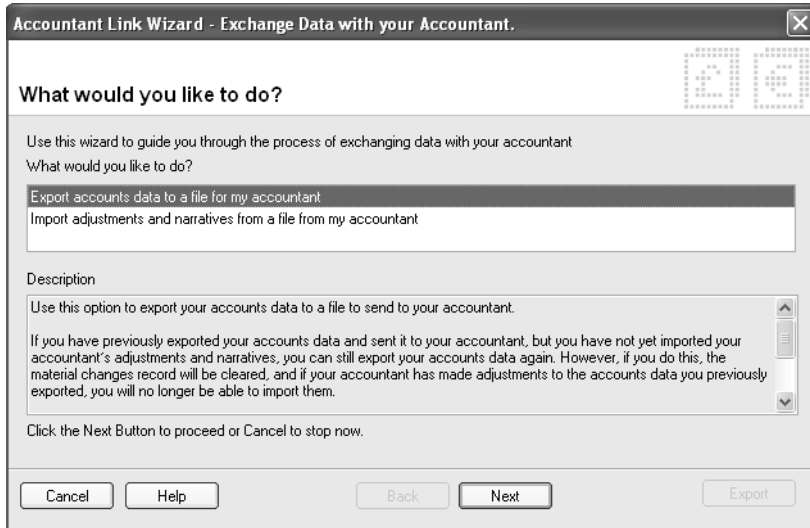 Accountant Link Wizard - Exchange Data with your Accountant.
What would you like to do?
£ €
Use this wizard to guide you through the process of exchanging data with your accountant
What would you like to do?
Export accounts data to a file for my accountant
Import adjustments and narratives from a file from my accountant
Description
Use this option to export your accounts data to a file to send to your accountant.
If you have previously exported your accounts data and sent it to your accountant, but you have not yet imported your
accountant's adjustments and narratives, you can still export your accounts data again. However, if you do this, the
material changes record will be cleared, and if your accountant has made adjustments to the accounts data you previously
exported, you will no longer be able to import them.
Click the Next Button to proceed or Cancel to stop now.
Cancel Help Back Next Export